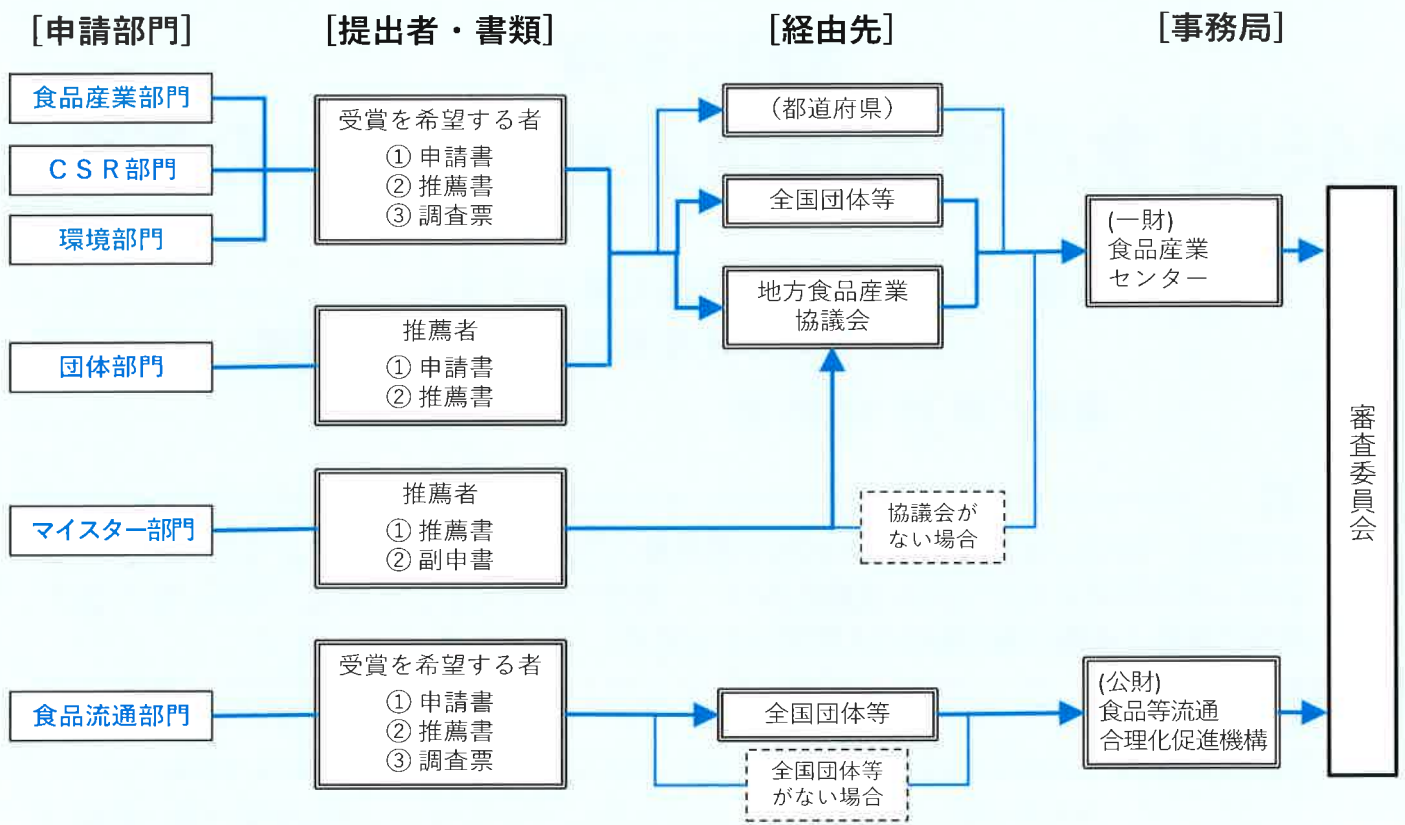 [申請部門]
[提出者・書類]
[経由先]
[事務局]
食品産業部門
ＣＳＲ部門
環境部門
団体部門
マイスター部門
食品流通部門
受賞を希望する者
① 申請書
② 推薦書
③ 調査票
推薦者
① 申請書
② 推薦書
推薦者
① 推薦書
② 副申書
受賞を希望する者
① 申請書
② 推薦書
③ 調査票
（都道府県）
全国団体等
地方食品産業
協議会
協議会が
ない場合
全国団体等
全国団体等
がない場合
(一財)
食品産業
センター
(公財)
食品等流通
合理化促進機構
審査委員会